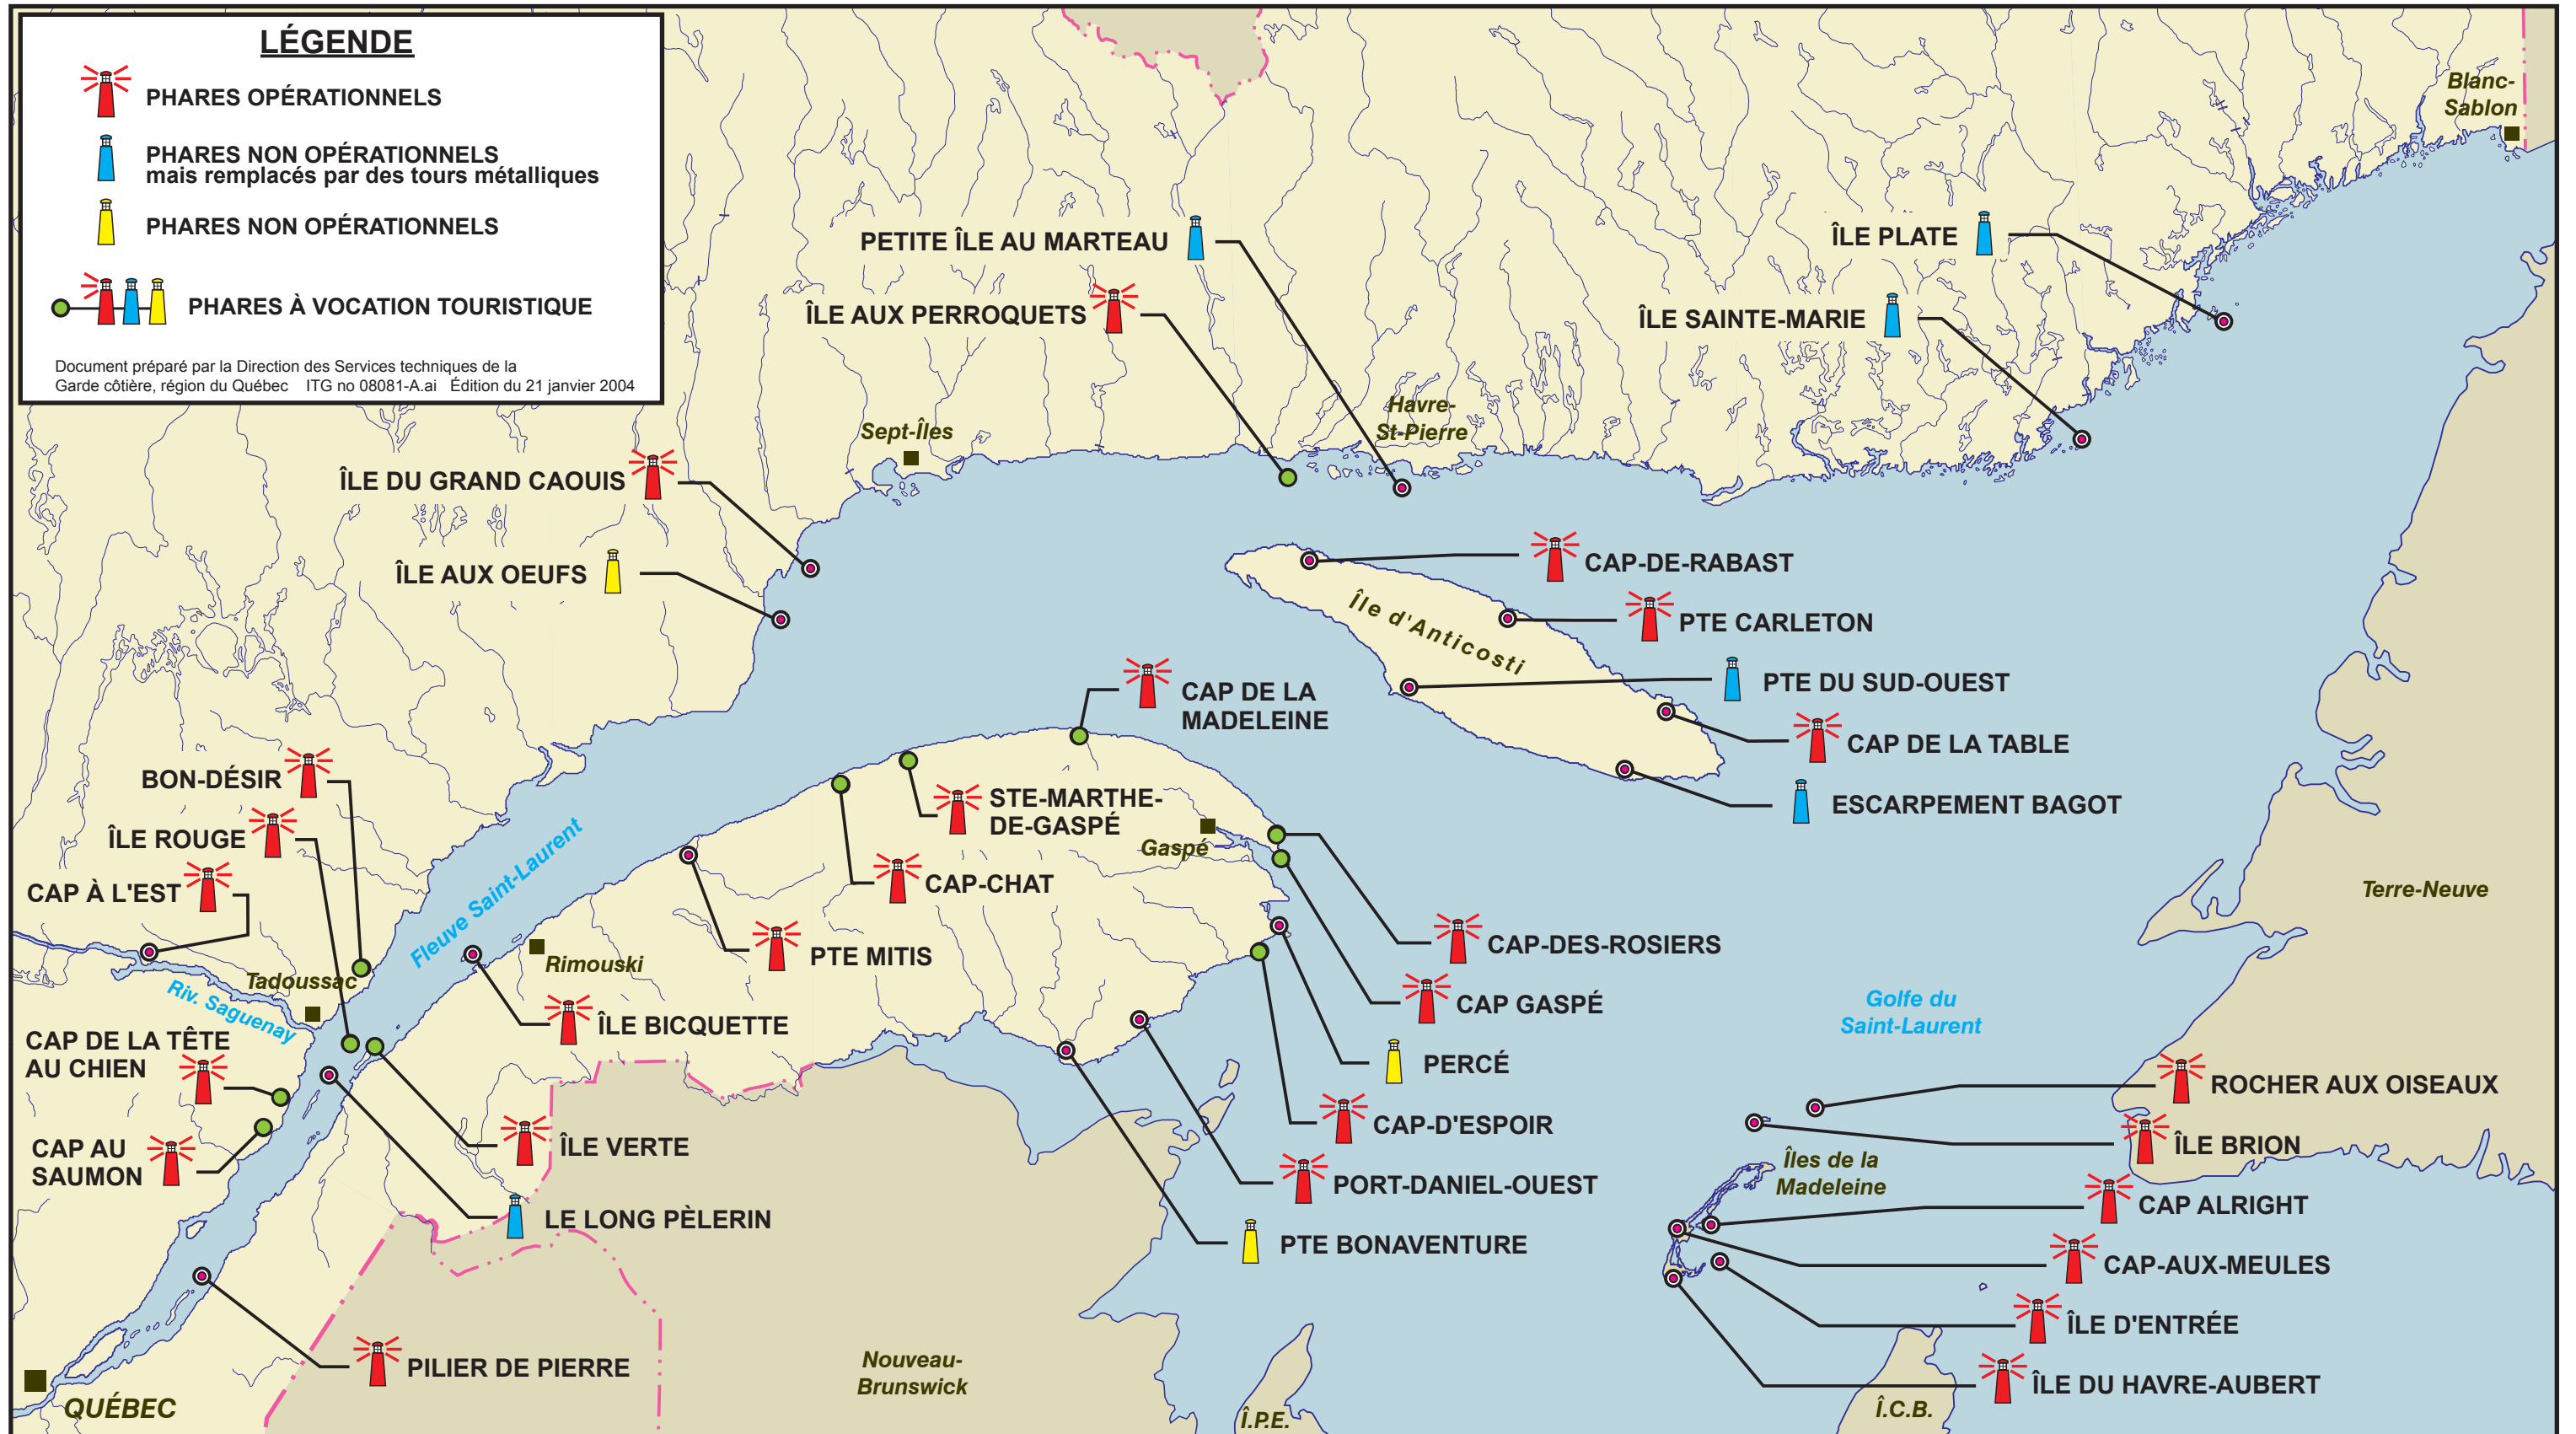 LÉGENDE
PHARES OPÉRATIONNELS
PHARES NON OPÉRATIONNELS
mais remplacés par des tours métalliques
PHARES NON OPÉRATIONNELS
PHARES À VOCATION TOURISTIQUE
Document préparé par la Direction des Services techniques de la
Garde côtière, région du Québec ITG no 08081-A.ai Édition du 21 janvier 2004
Blanc-
Sablon
PETITE ÎLE AU MARTEAU
ÎLE PLATE
ÎLE AUX PERROQUETS
ÎLE SAINTE-MARIE
Havre-
St-Pierre
Sept-Îles
ÎLE DU GRAND CAOUIS
ÎLE AUX OEUFS
CAP-DE-RABAST
PTE CARLETON
Île d'Anticosti
PTE DU SUD-OUEST
CAP DE LA TABLE
ESCARPEMENT BAGOT
CAP DE LA
MADELEINE
BON-DÉSIR
STE-MARTHE-
DE-GASPÉ
ÎLE ROUGE
Gaspé
CAP À L'EST
CAP-CHAT
Fleuve Saint-Laurent
Terre-Neuve
CAP-DES-ROSIERS
PTE MITIS
Rimouski
Tadoussac
Riv. Saguenay
CAP GASPÉ
Golfe du
Saint-Laurent
ÎLE BICQUETTE
CAP DE LA TÊTE
AU CHIEN
PERCÉ
ROCHER AUX OISEAUX
CAP-D'ESPOIR
ÎLE BRION
CAP AU
SAUMON
ÎLE VERTE
Îles de la
Madeleine
PORT-DANIEL-OUEST
CAP ALRIGHT
LE LONG PÈLERIN
PTE BONAVENTURE
CAP-AUX-MEULES
ÎLE D'ENTRÉE
PILIER DE PIERRE
Nouveau-
Brunswick
ÎLE DU HAVRE-AUBERT
QUÉBEC
Î.P.E.
Î.C.B.